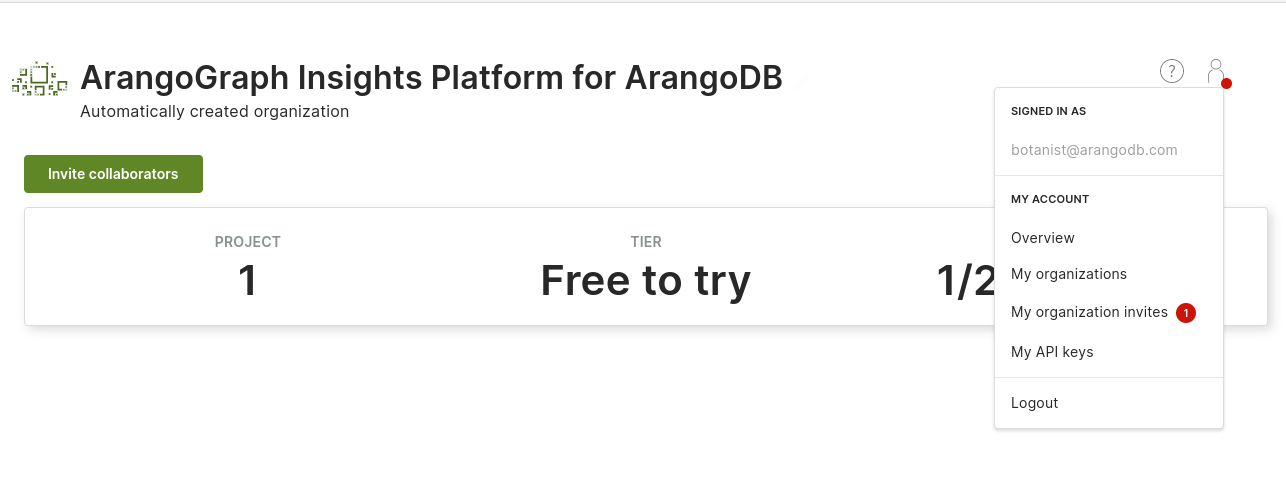 ArangoGraph Insights Platform for ArangoDB
Automatically created organization
?
Invite collaborators
PROJECT
1
TIER
Free to try
1/2
SIGNED IN AS
botanist@arangodb.com
MY ACCOUNT
Overview
My organizations
My organization invites 1
My API keys
Logout